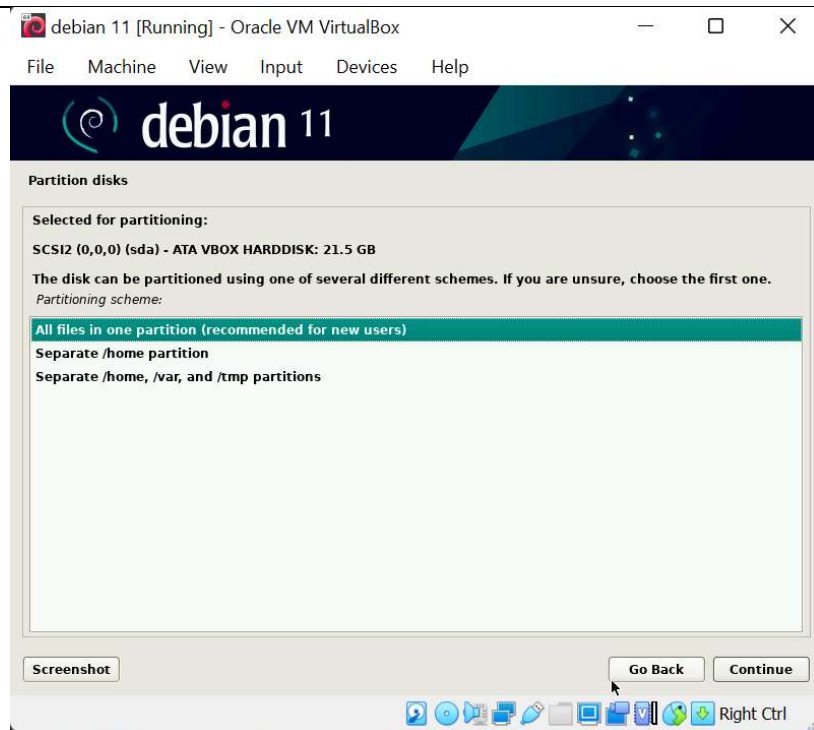 debian 11 [Running] - Oracle VM VirtualBox
File Machine View Input Devices Help
debian 11
Partition disks
Selected for partitioning:
SCSI2 (0,0,0) (sda) - ATA VBOX HARDDISK: 21.5 GB
The disk can be partitioned using one of several different schemes. If you are unsure, choose the first one.
Partitioning scheme:
All files in one partition (recommended for new users)
Separate /home partition
Separate /home, /var, and /tmp partitions
Screenshot Go Back Continue
Right Ctrl